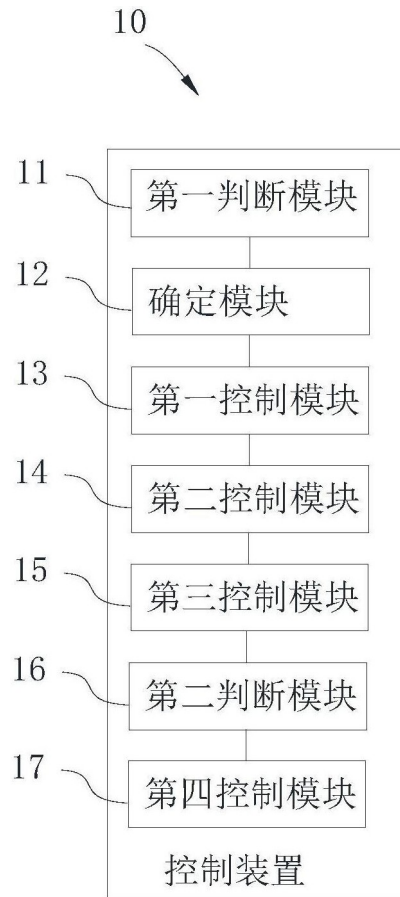 10
11 第一判断模块
12 确定模块
13 第一控制模块
14 第二控制模块
15 第三控制模块
16 第二判断模块
17 第四控制模块
控制装置